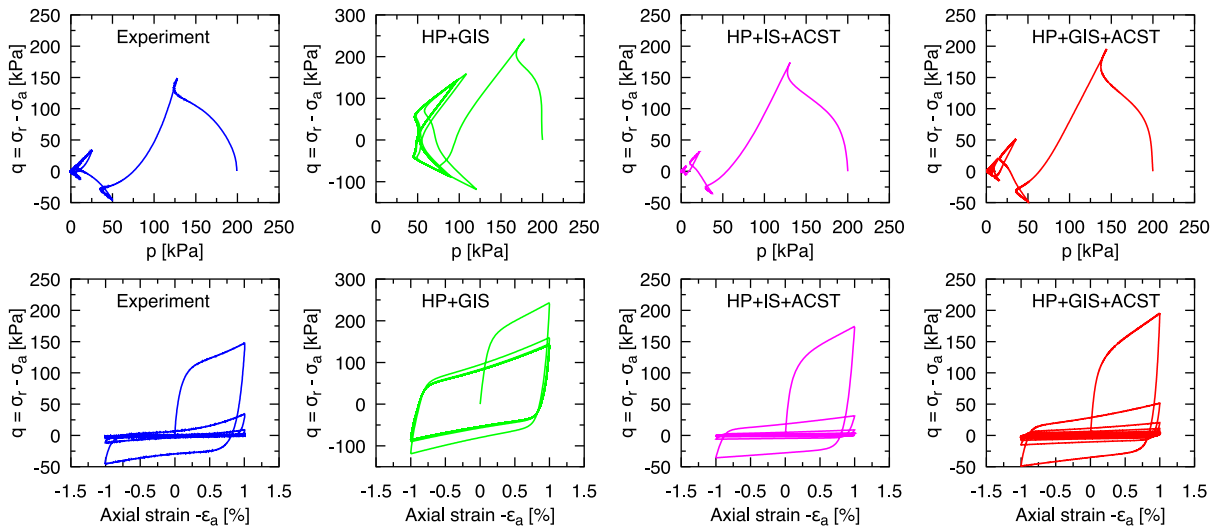 Experiment
q = σr - σa [kPa]
250
200
150
100
50
0
-50
0 50 100 150 200 250
p [kPa]
HP+GIS
q = σr - σa [kPa]
300
200
100
0
-100
0 50 100 150 200 250
p [kPa]
HP+IS+ACST
q = σr - σa [kPa]
250
200
150
100
50
0
-50
0 50 100 150 200 250
p [kPa]
HP+GIS+ACST
q = σr - σa [kPa]
250
200
150
100
50
0
-50
0 50 100 150 200 250
p [kPa]
Experiment
q = σr - σa [kPa]
250
200
150
100
50
0
-50
-1.5 -1 -0.5 0 0.5 1 1.5
Axial strain -εa [%]
HP+GIS
q = σr - σa [kPa]
300
200
100
0
-100
-1.5 -1 -0.5 0 0.5 1 1.5
Axial strain -εa [%]
HP+IS+ACST
q = σr - σa [kPa]
250
200
150
100
50
0
-50
-1.5 -1 -0.5 0 0.5 1 1.5
Axial strain -εa [%]
HP+GIS+ACST
q = σr - σa [kPa]
250
200
150
100
50
0
-50
-1.5 -1 -0.5 0 0.5 1 1.5
Axial strain -εa [%]